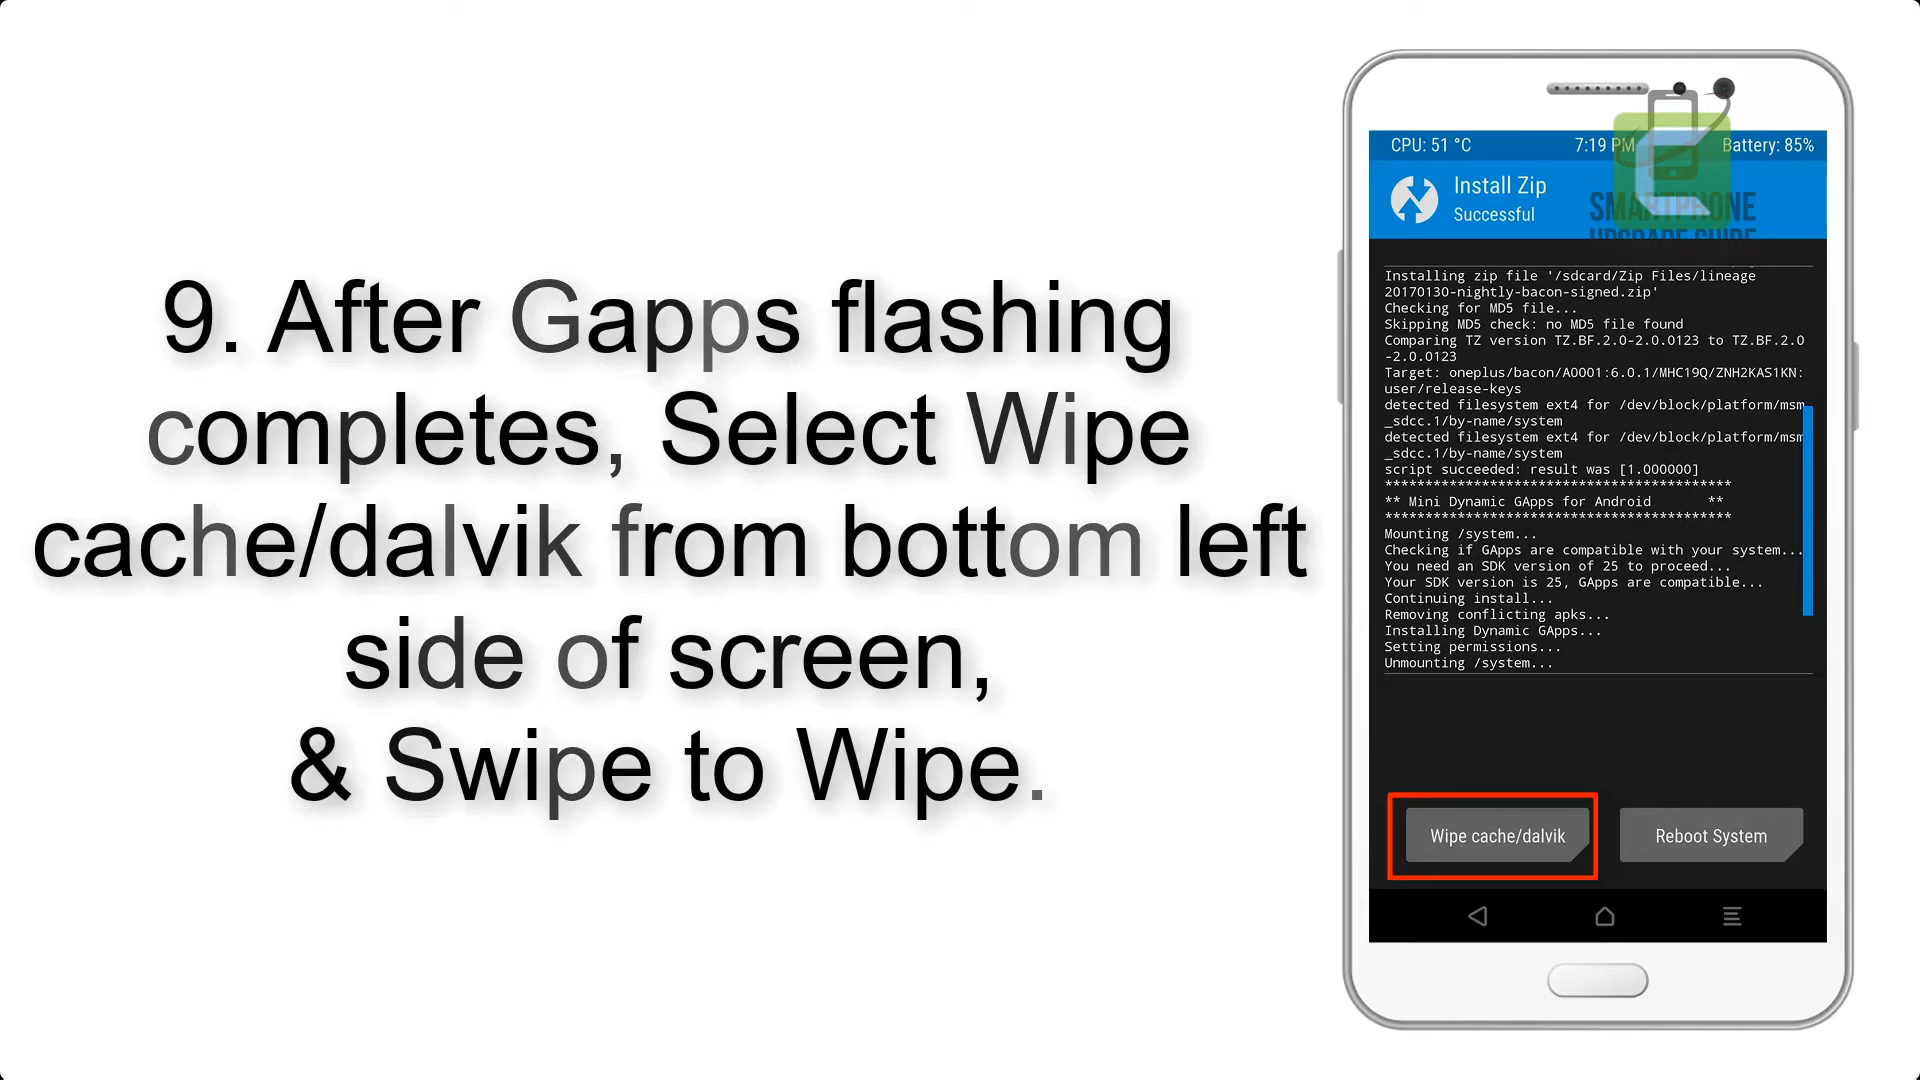 9. After Gapps flashing
completes, Select Wipe
cache/dalvik from bottom left
side of screen,
& Swipe to Wipe.
CPU: 51 °C 7:19 PM Battery: 85%
Install Zip
Successful
SMARTPHONE
UPGRADE GUIDE
Installing zip file '/sdcard/Zip Files/lineage
20170130-nightly-bacon-signed.zip'
Checking for MD5 file...
Skipping MD5 check: no MD5 file found
Comparing TZ version TZ.BF.2.0-2.0.0123 to TZ.BF.2.0
-2.0.0123
Target: oneplus/bacon/A0001:6.0.1/MHC19Q/ZNH2KAS1KN:
user/release-keys
detected filesystem ext4 for /dev/block/platform/msm
_sdcc.1/by-name/system
detected filesystem ext4 for /dev/block/platform/msm
_sdcc.1/by-name/system
script succeeded: result was [1.000000]
******************************************
** Mini Dynamic GApps for Android **
******************************************
Mounting /system...
Checking if GApps are compatible with your system...
You need an SDK version of 25 to proceed...
Your SDK version is 25, GApps are compatible...
Continuing install...
Removing conflicting apks...
Installing Dynamic GApps...
Setting permissions...
Unmounting /system...
Wipe cache/dalvik Reboot System